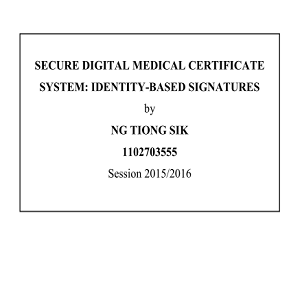 SECURE DIGITAL MEDICAL CERTIFICATE
SYSTEM: IDENTITY-BASED SIGNATURES
by
NG TIONG SIK
1102703555
Session 2015/2016